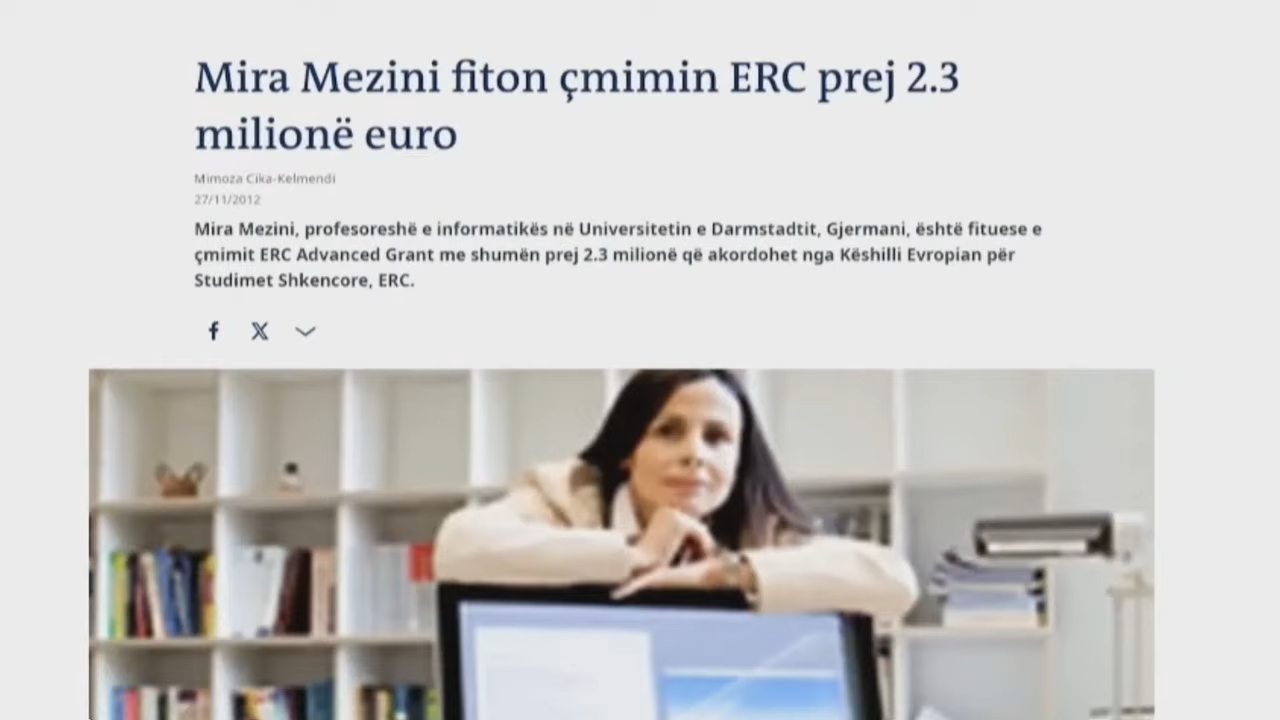 Mira Mezini fiton çmimin ERC prej 2.3
milionë euro
Mimoza Cika-Kelmendi
27/11/2012
Mira Mezini, profesoreshë e informatikës në Universitetin e Darmstadtit, Gjermani, është fituese e
çmimit ERC Advanced Grant me shumën prej 2.3 milionë që akordohet nga Këshilli Evropian për
Studimet Shkencore, ERC.